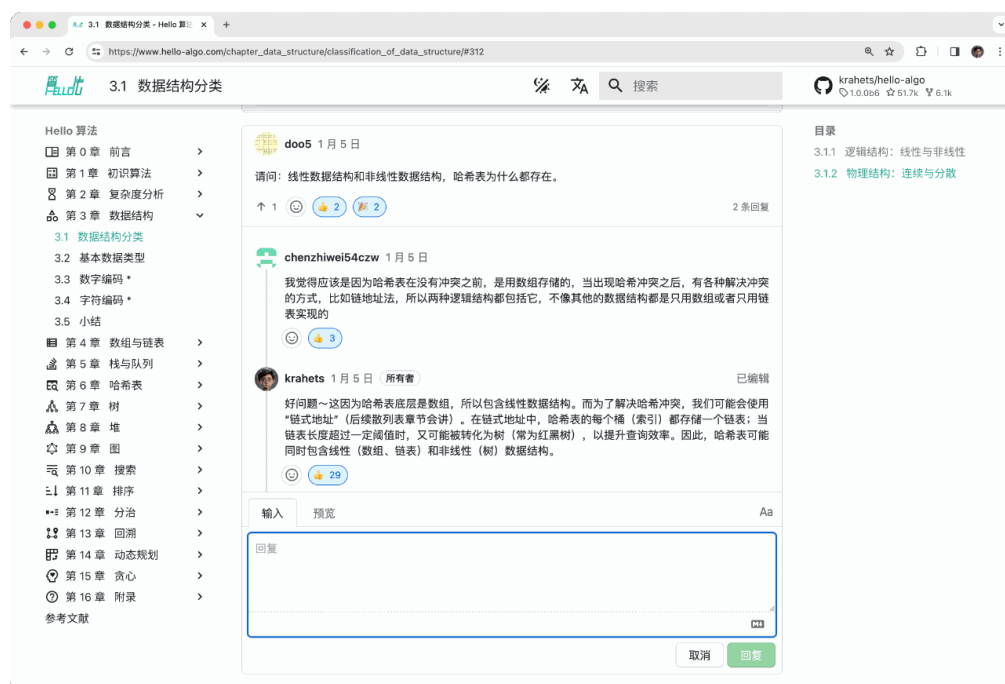 3.1 数据结构分类 - Hello 算法
https://www.hello-algo.com/chapter_data_structure/classification_of_data_structure/#312
3.1 数据结构分类
搜索
krahets/hello-algo
1.0.0b6 51.7k 6.1k
Hello 算法
第 0 章 前言
第 1 章 初识算法
第 2 章 复杂度分析
第 3 章 数据结构
3.1 数据结构分类
3.2 基本数据类型
3.3 数字编码 *
3.4 字符编码 *
3.5 小结
第 4 章 数组与链表
第 5 章 栈与队列
第 6 章 哈希表
第 7 章 树
第 8 章 堆
第 9 章 图
第 10 章 搜索
第 11 章 排序
第 12 章 分治
第 13 章 回溯
第 14 章 动态规划
第 15 章 贪心
第 16 章 附录
参考文献
doo5 1 月 5 日
请问：线性数据结构和非线性数据结构，哈希表为什么都存在。
1 2 2
2 条回复
chenzhiwei54czw 1 月 5 日
我觉得应该是因为哈希表在没有冲突之前，是用数组存储的，当出现哈希冲突之后，有各种解决冲突
的方式，比如链地址法，所以两种逻辑结构都包括它，不像其他的数据结构都是只用数组或者只用链
表实现的
3
krahets 1 月 5 日 所有者
已编辑
好问题～这因为哈希表底层是数组，所以包含线性数据结构。而为了解决哈希冲突，我们可能会使用
“链式地址”（后续散列表章节会讲）。在链式地址中，哈希表的每个桶（索引）都存储一个链表；当
链表长度超过一定阈值时，又可能被转化为树（常为红黑树），以提升查询效率。因此，哈希表可能
同时包含线性（数组、链表）和非线性（树）数据结构。
29
输入 预览
Aa
回复
取消 回复
目录
3.1.1 逻辑结构：线性与非线性
3.1.2 物理结构：连续与分散